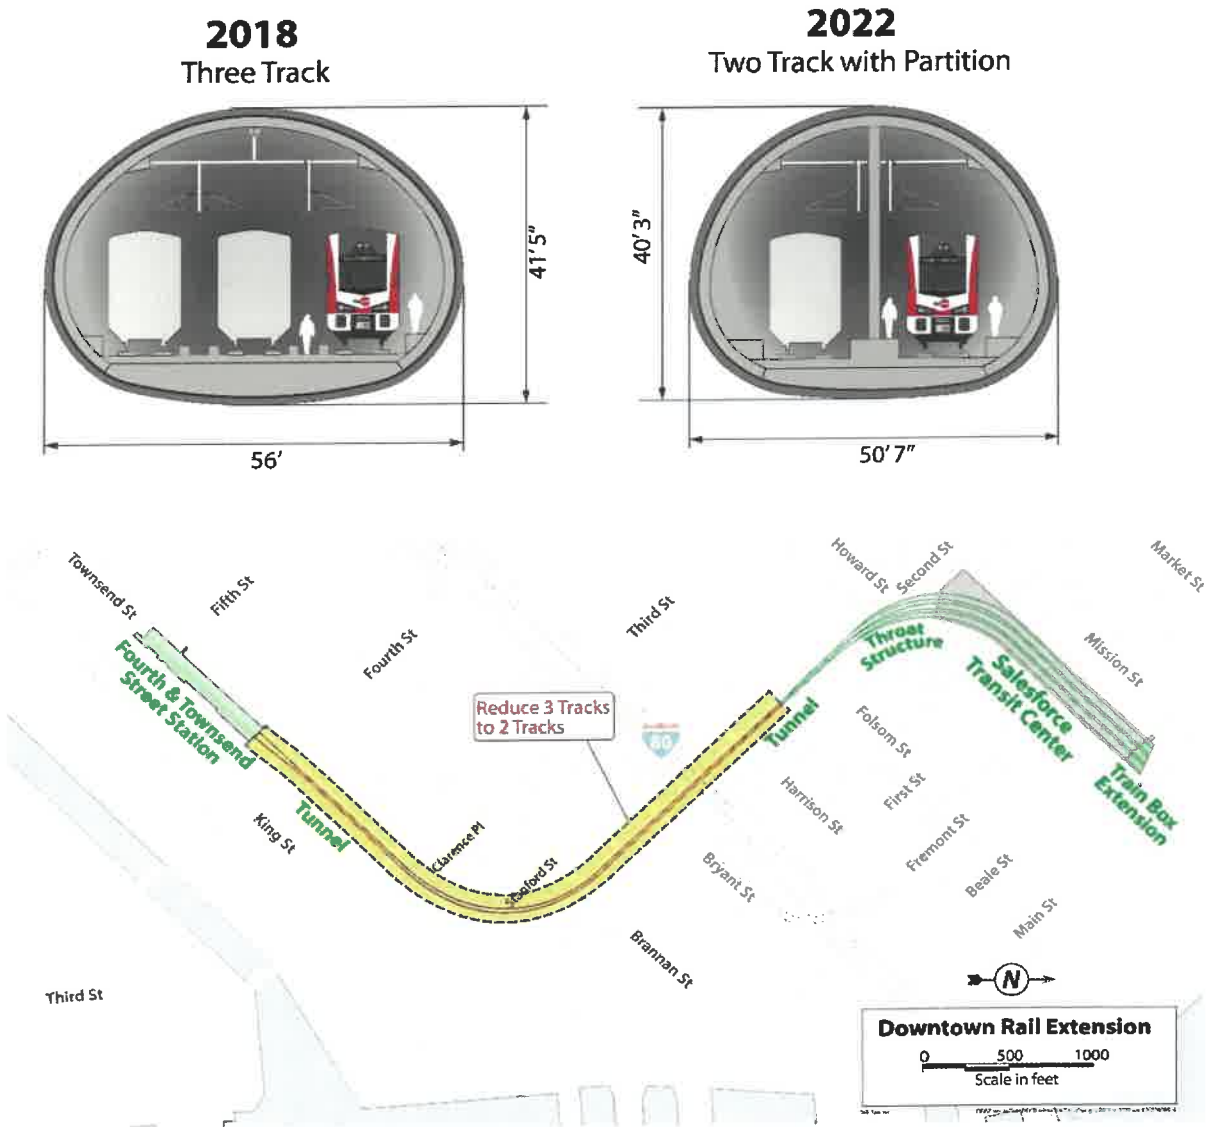 2018
Three Track
2022
Two Track with Partition
41' 5"
40' 3"
56'
50' 7"
Townsend St
Fifth St
Fourth St
Third St
Howard St
Second St
Market St
Mission St
Fourth & Townsend
Street Station
Throat
Structure
Salesforce
Transit Center
Reduce 3 Tracks
to 2 Tracks
80
Tunnel
Folsom St
Train Box
Extension
Tunnel
King St
Clarence Pl
Stanford St
Harrison St
First St
Fremont St
Bryant St
Beale St
Main St
Brannan St
Third St
N
Downtown Rail Extension
0 500 1000
Scale in feet